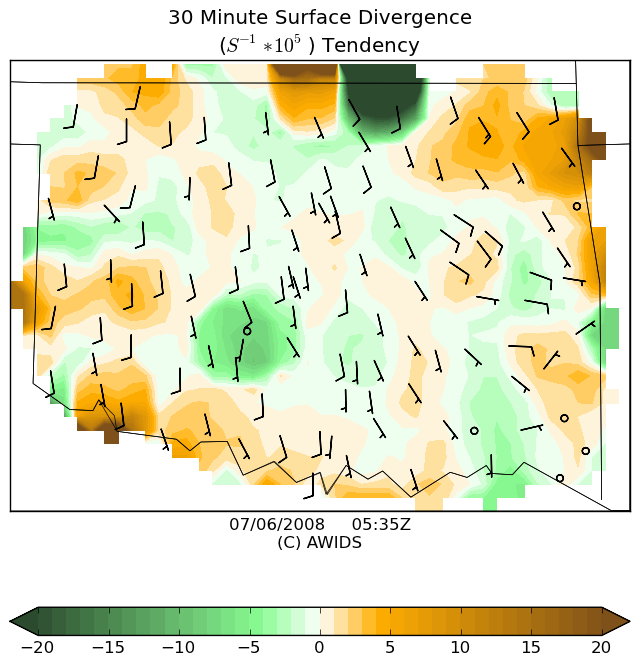 30 Minute Surface Divergence
(S⁻¹ *10⁵ ) Tendency
07/06/2008 05:35Z
(C) AWIDS
−20 −15 −10 −5 0 5 10 15 20